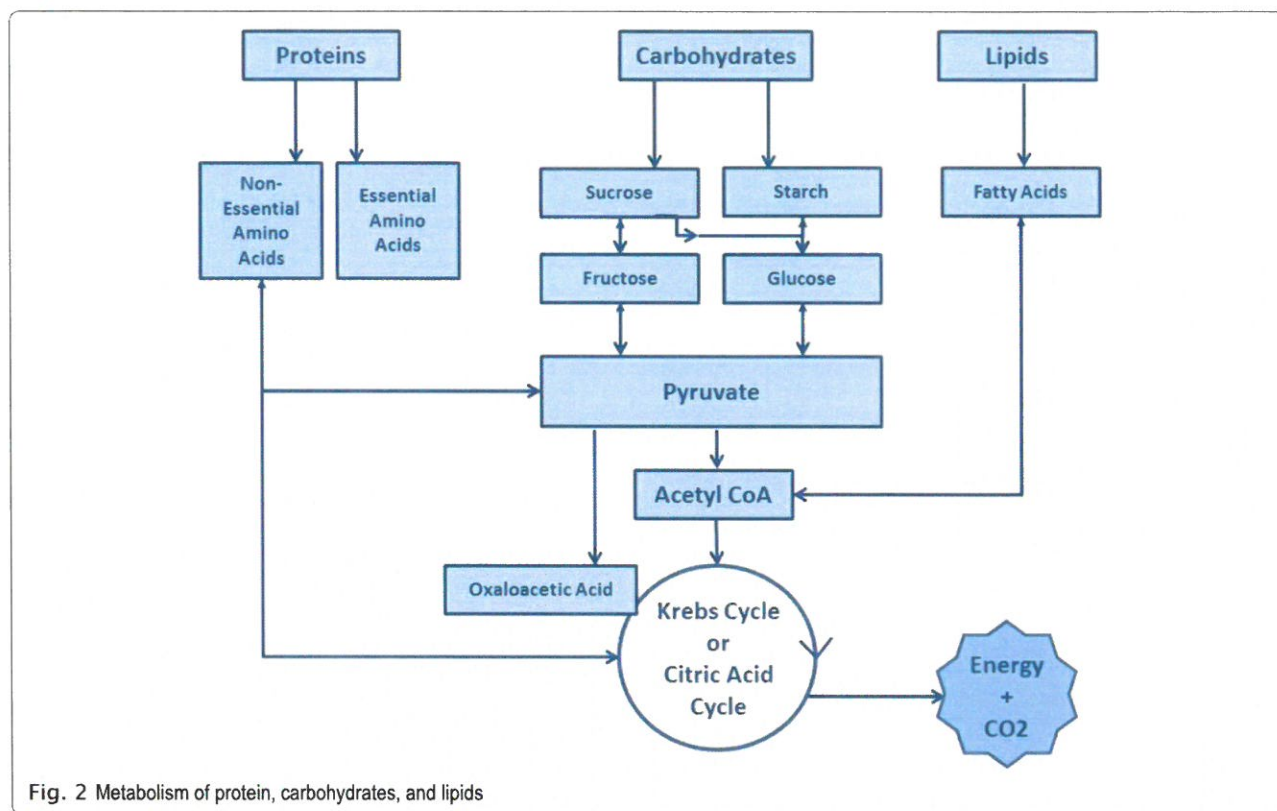 Proteins
Carbohydrates
Lipids
Non-
Essential
Amino
Acids
Essential
Amino
Acids
Sucrose
Starch
Fatty Acids
Fructose
Glucose
Pyruvate
Acetyl CoA
Oxaloacetic Acid
Krebs Cycle
or
Citric Acid
Cycle
Energy
+
CO2
Fig. 2 Metabolism of protein, carbohydrates, and lipids